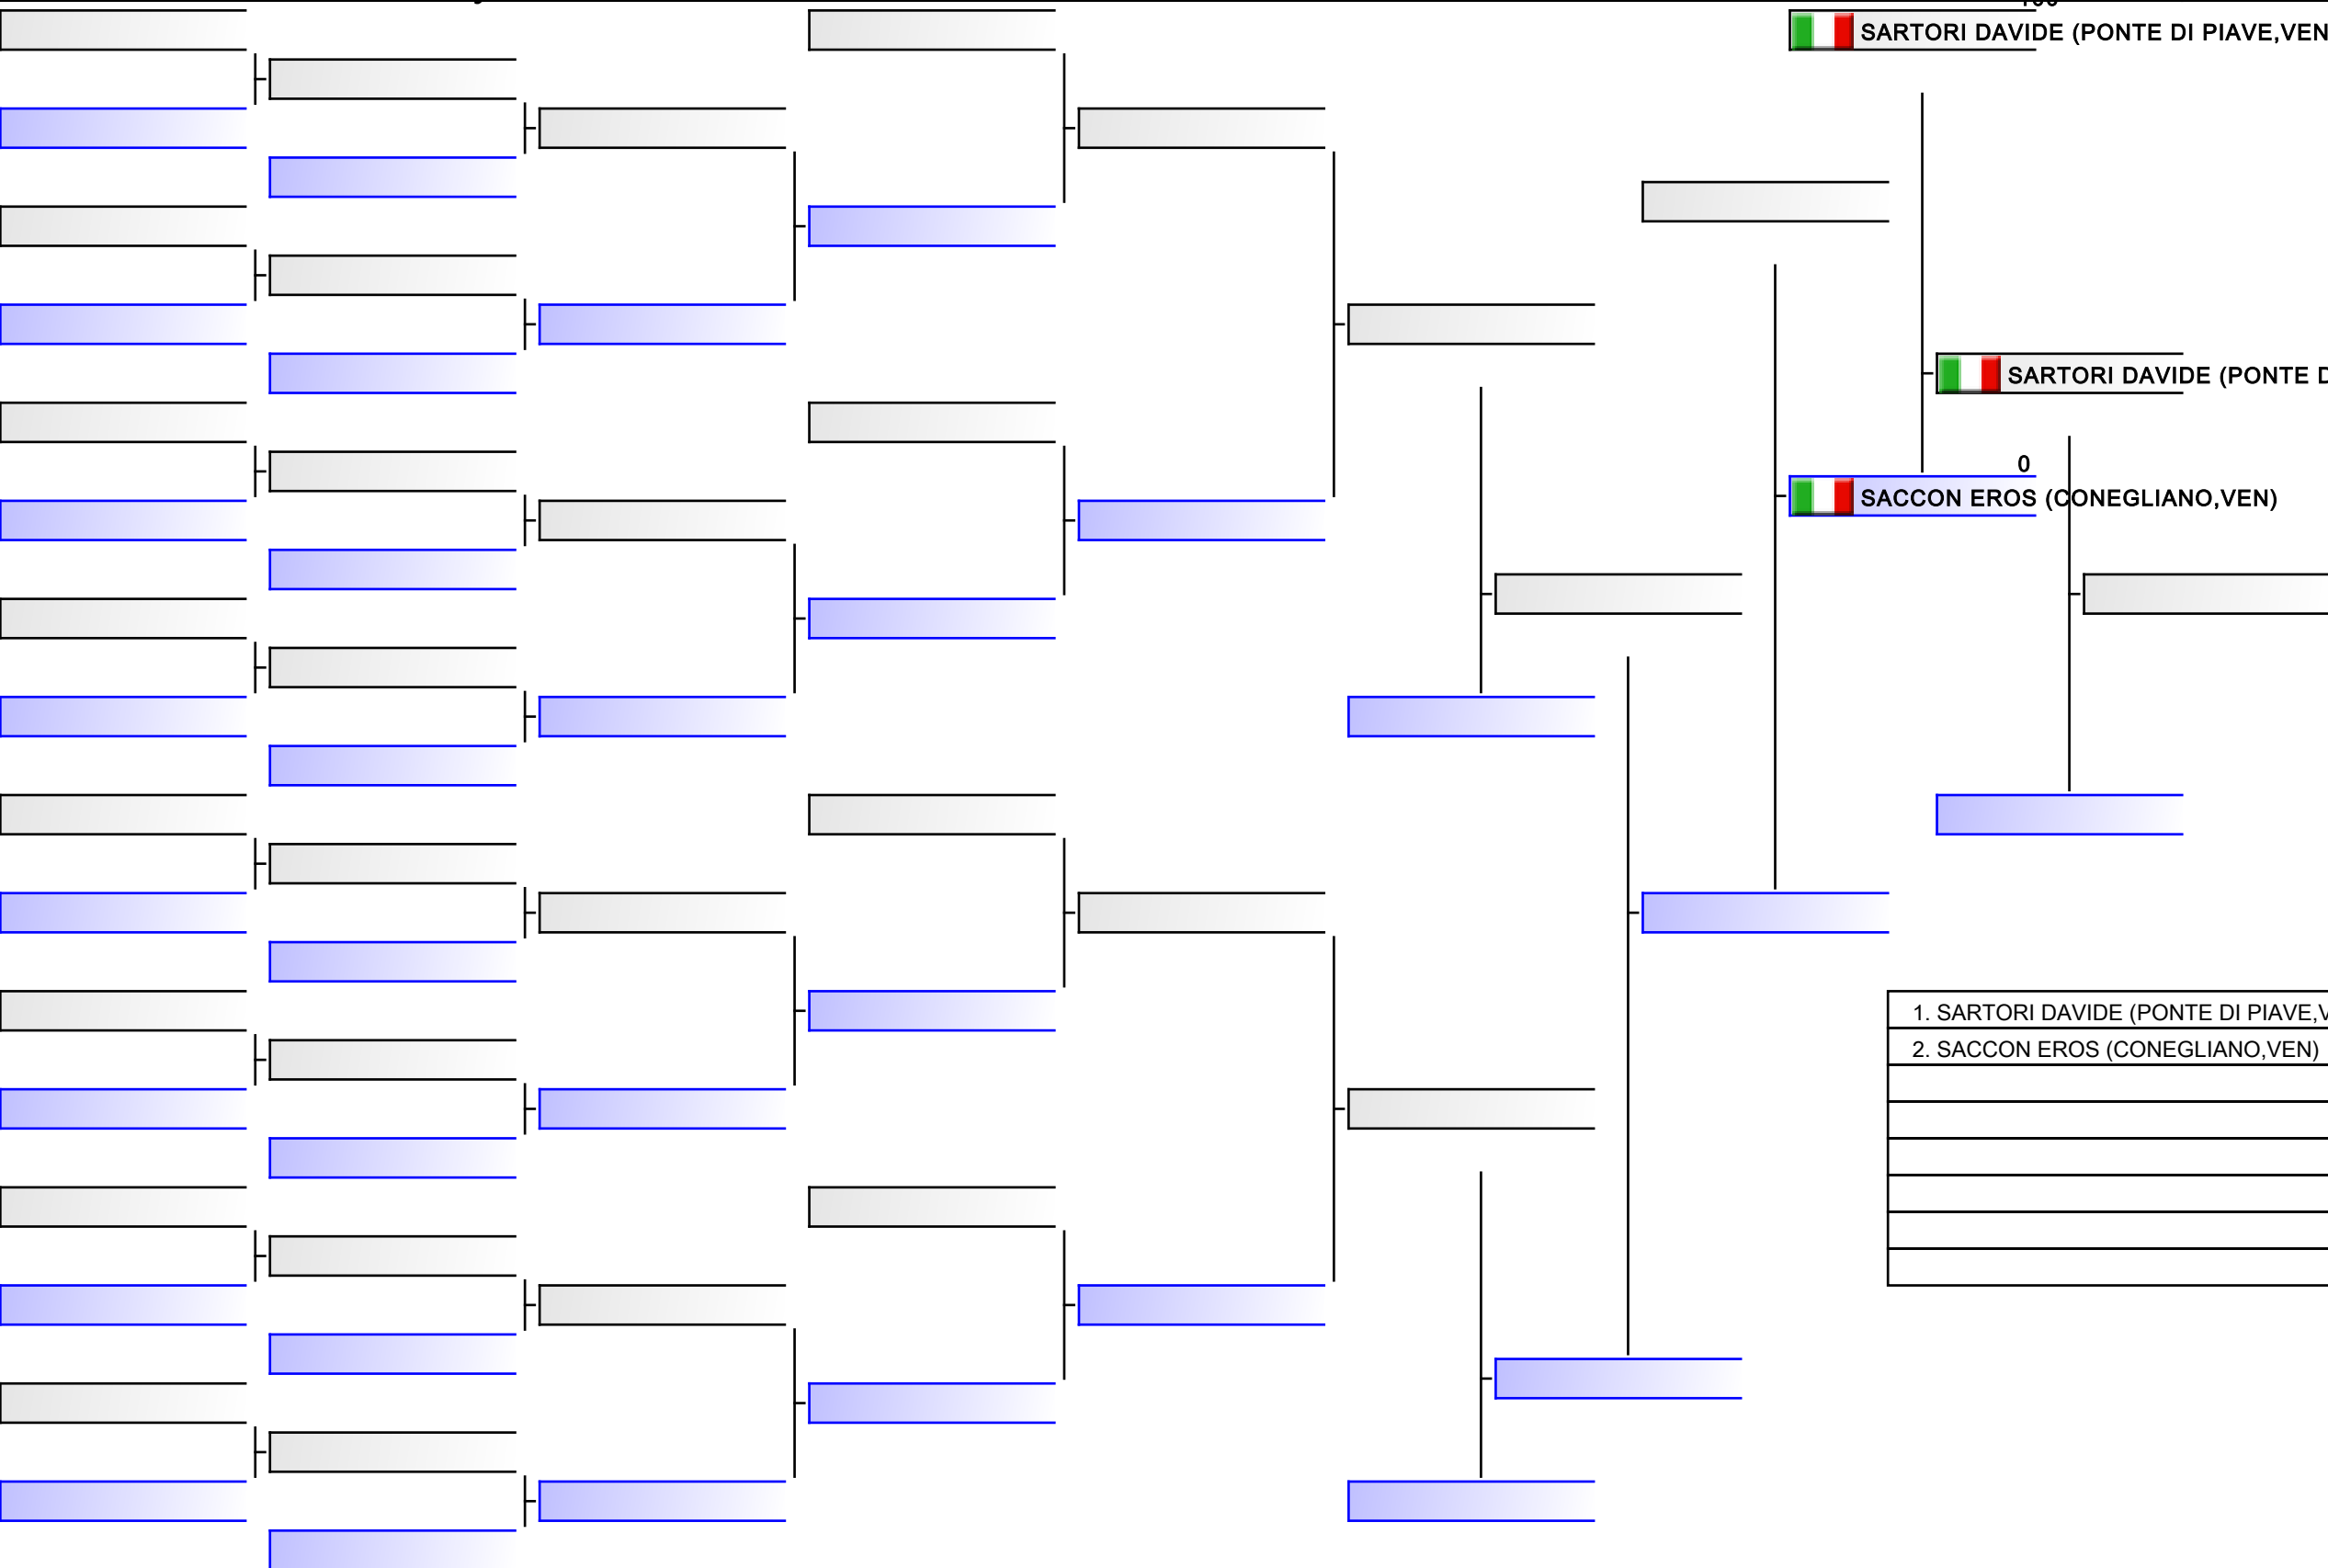 SARTORI DAVIDE (PONTE DI PIAVE,VEN
SARTORI DAVIDE (PONTE
0
SACCON EROS (CONEGLIANO,VEN)
1. SARTORI DAVIDE (PONTE DI PIAVE,V
2. SACCON EROS (CONEGLIANO,VEN)